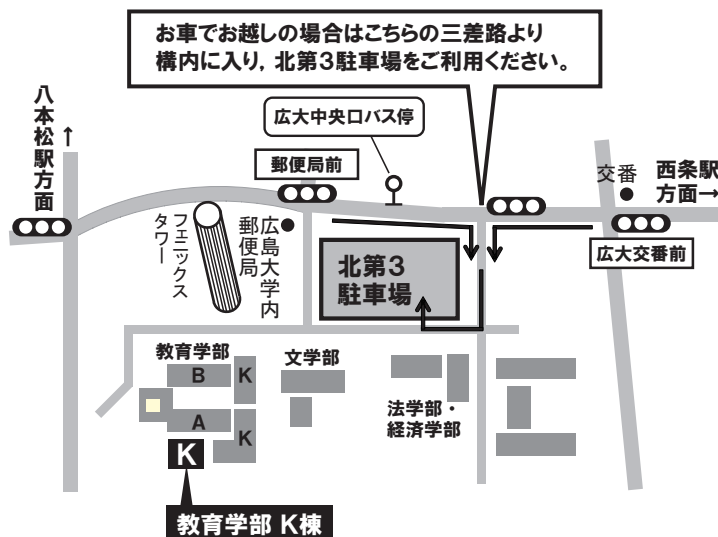 お車でお越しの場合はこちらの三差路より
構内に入り，北第3駐車場をご利用ください。
八本松駅方面
↑
広大中央口バス停
郵便局前
交番
西条駅
方面→
広大交番前
フェニックス
タワー
広島大学内
郵便局
北第3
駐車場
教育学部
B
K
A
K
K
文学部
法学部・
経済学部
教育学部 K棟